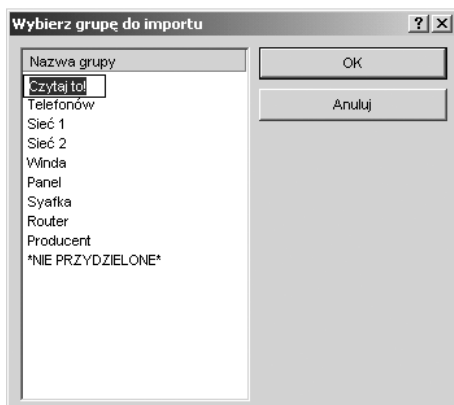 Wybierz grupę do importu
Nazwa grupy
OK
Czytaj to!
Anuluj
Telefonów
Sieć 1
Sieć 2
Winda
Panel
Syafka
Router
Producent
*NIE PRZYDZIELONE*